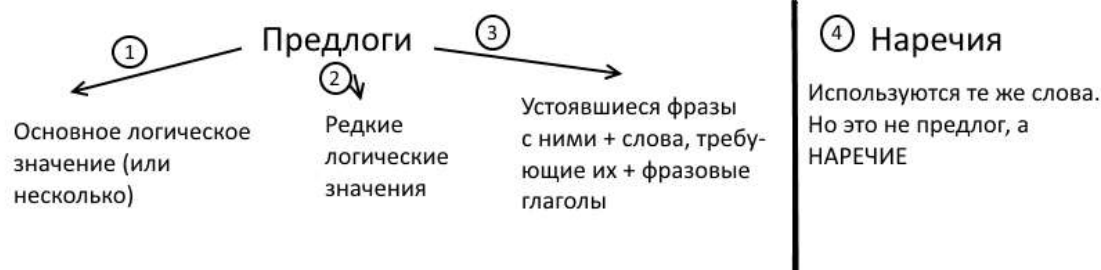 Предлоги
1
Основное логическое
значение (или
несколько)
2
Редкие
логические
значения
3
Устоявшиеся фразы
с ними + слова, требу-
ющие их + фразовые
глаголы
4 Наречия
Используются те же слова.
Но это не предлог, а
НАРЕЧИЕ